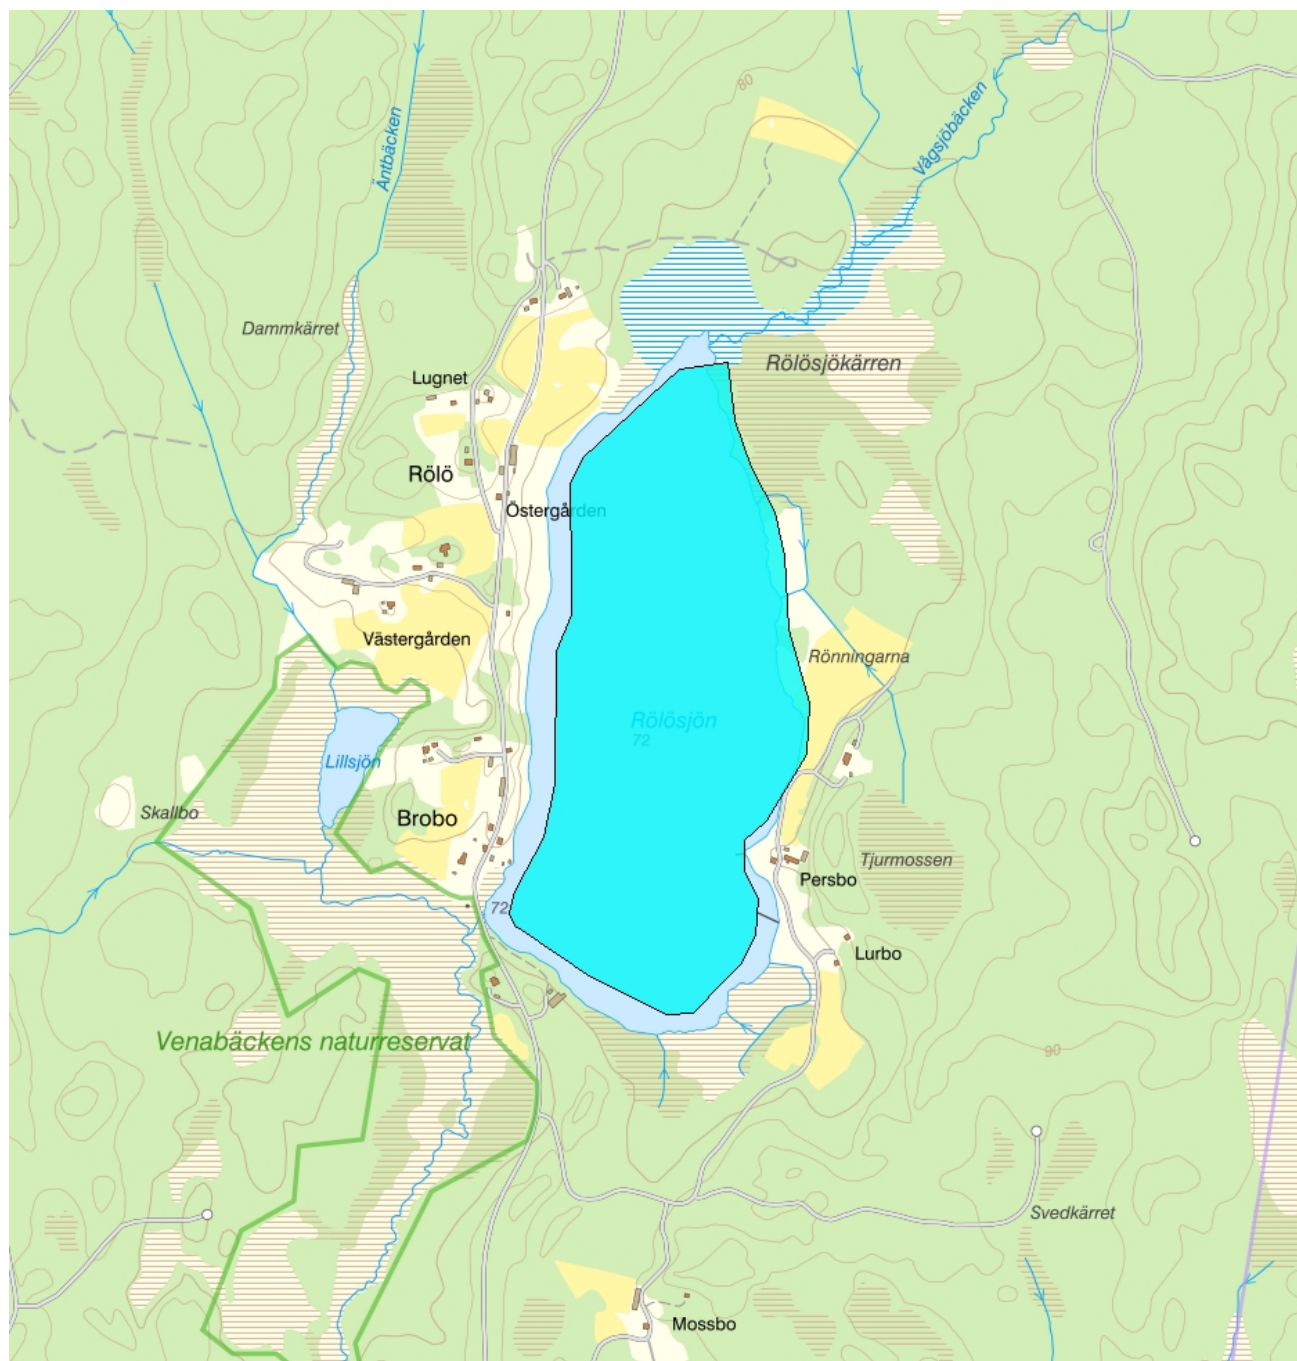 80
Vågsjöbäcken
Äntbäcken
Dammkärret
Rölösjökärren
Lugnet
Rölö
Östergården
Västergården
Rönningarna
Rölösjön
72
Lillsjön
Skallbo
Brobo
Tjurmossen
Persbo
72
Lurbo
Venabäckens naturreservat
90
Svedkärret
Mossbo